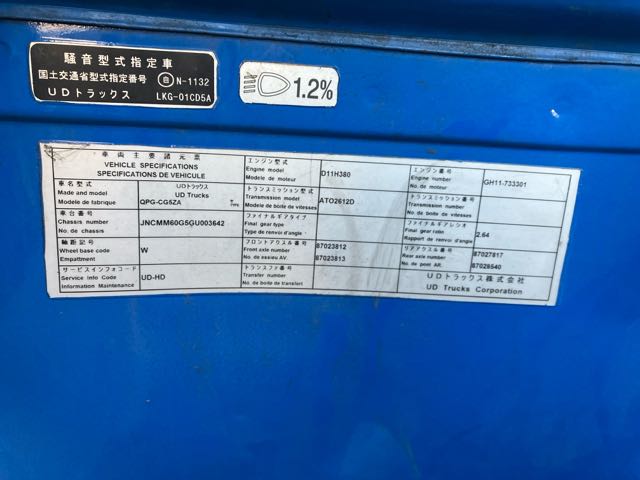 騒音型式指定車
国土交通省型式指定番号 自 N-1132
UDトラックス LKG-01CD5A
1.2%
車両主要諸元票
VEHICLE SPECIFICATIONS
SPECIFICATIONS DE VEHICULE
エンジン型式
Engine model
Modele de moteur
D11H380
エンジン番号
Engine number
No. de moteur
GH11-733301
車名型式
Made and model
Modele de fabrique
UDトラックス
UD Trucks
QPG-CG5ZA
TYPE
トランスミッション型式
Transmission model
Modele de boite de vitesses
ATO2612D
トランスミッション番号
Transmission number
No. de boite de vitesses
車台番号
Chassis number
No. de chassis
JNCMM60G5GU003642
ファイナルギアタイプ
Final gear type
Type de renvoi d'angle
ファイナルギアレシオ
Final gear ratio
Rapport de renvoi d'angle
2.64
軸距記号
Wheel base code
Empattment
W
フロントアクスル番号
Front axle number
No. de essieu AV.
87023812
87023813
リアアクスル番号
Rear axle number
No. de pont AR.
87027817
87028540
サービスインフォコード
Service Info Code
Information Maintenance
UD-HD
トランスファ番号
Transfer number
No. de boite de transfert
UDトラックス株式会社
UD Trucks Corporation